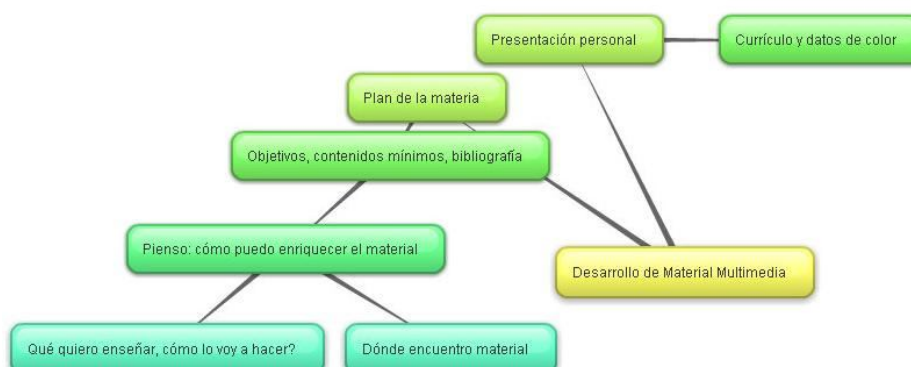 Presentación personal
Currículo y datos de color
Plan de la materia
Objetivos, contenidos mínimos, bibliografía
Pienso: cómo puedo enriquecer el material
Desarrollo de Material Multimedia
Qué quiero enseñar, cómo lo voy a hacer?
Dónde encuentro material